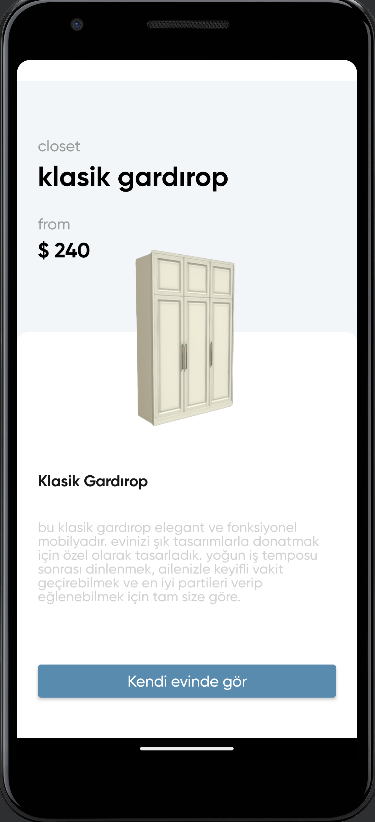 closet
klasik gardırop
from
$ 240
Klasik Gardırop
bu klasik gardırop elegant ve fonksiyonel
mobilyadır. evinizi şık tasarımlarla donatmak
için özel olarak tasarladık. yoğun iş temposu
sonrası dinlenmek, ailenizle keyifli vakit
geçirebilmek ve en iyi partileri verip
eğlenebilmek için tam size göre.
Kendi evinde gör